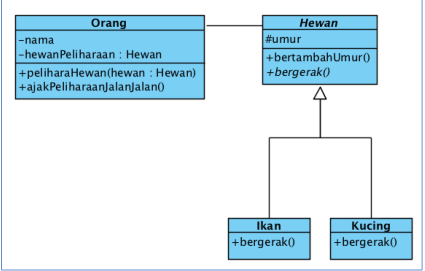 Orang
-nama
-hewanPeliharaan : Hewan
+peliharaHewan(hewan : Hewan)
+ajakPeliharaanJalanJalan()
Hewan
#umur
+bertambahUmur()
+bergerak()
Ikan
+bergerak()
Kucing
+bergerak()